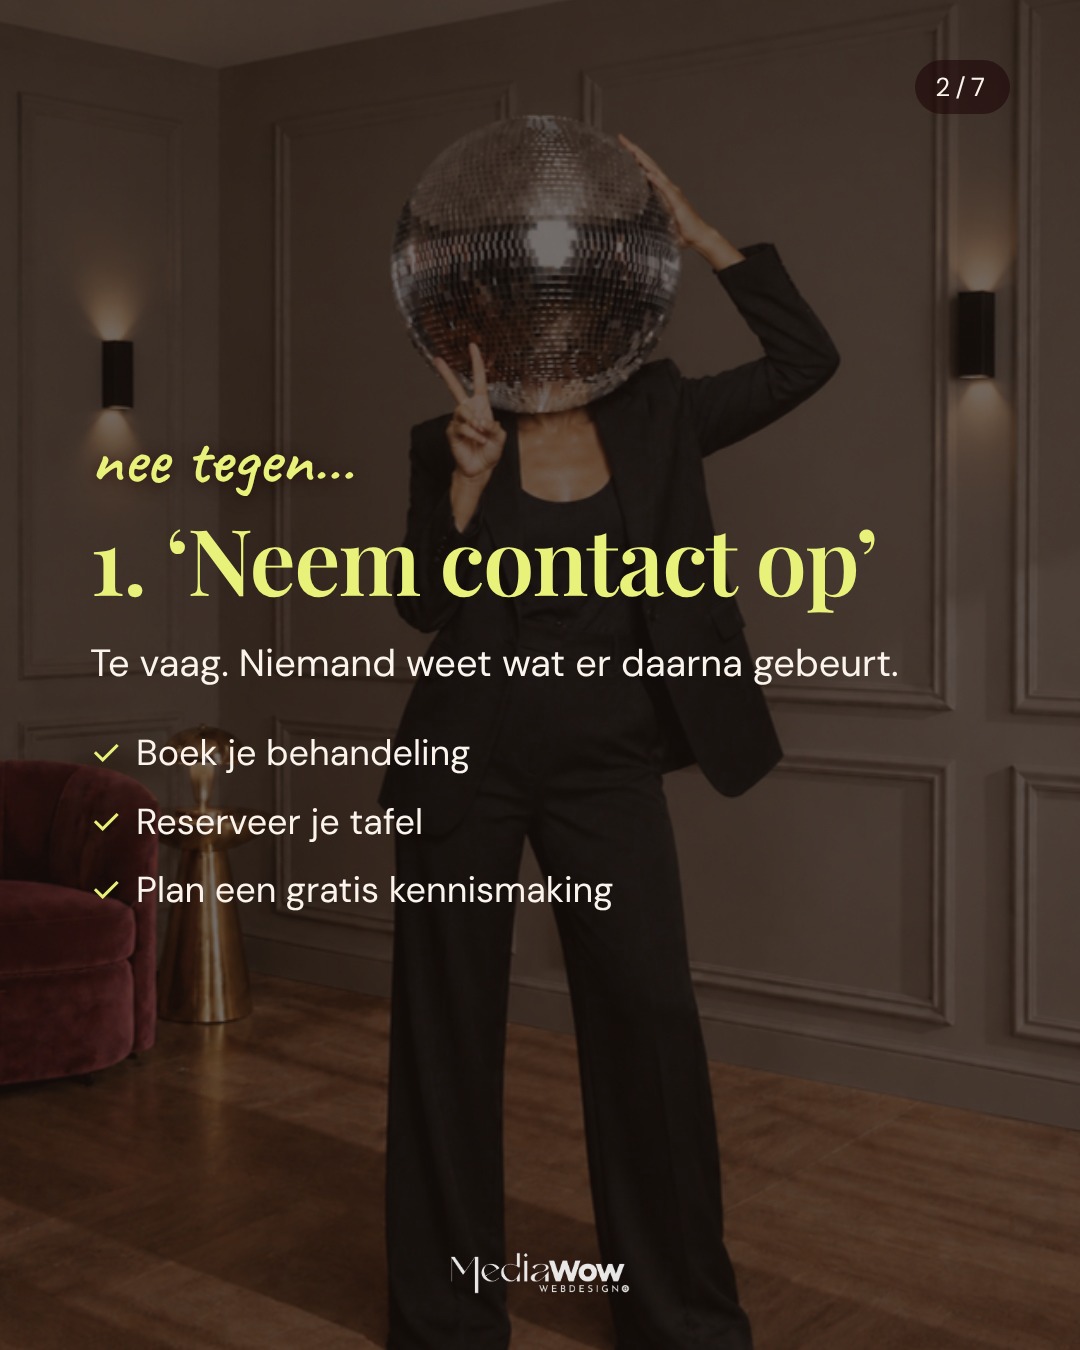 2/7
nee tegen...
1. ‘Neem contact op’
Te vaag. Niemand weet wat er daarna gebeurt.
✓ Boek je behandeling
✓ Reserveer je tafel
✓ Plan een gratis kennismaking
MediaWow
WEBDESIGN